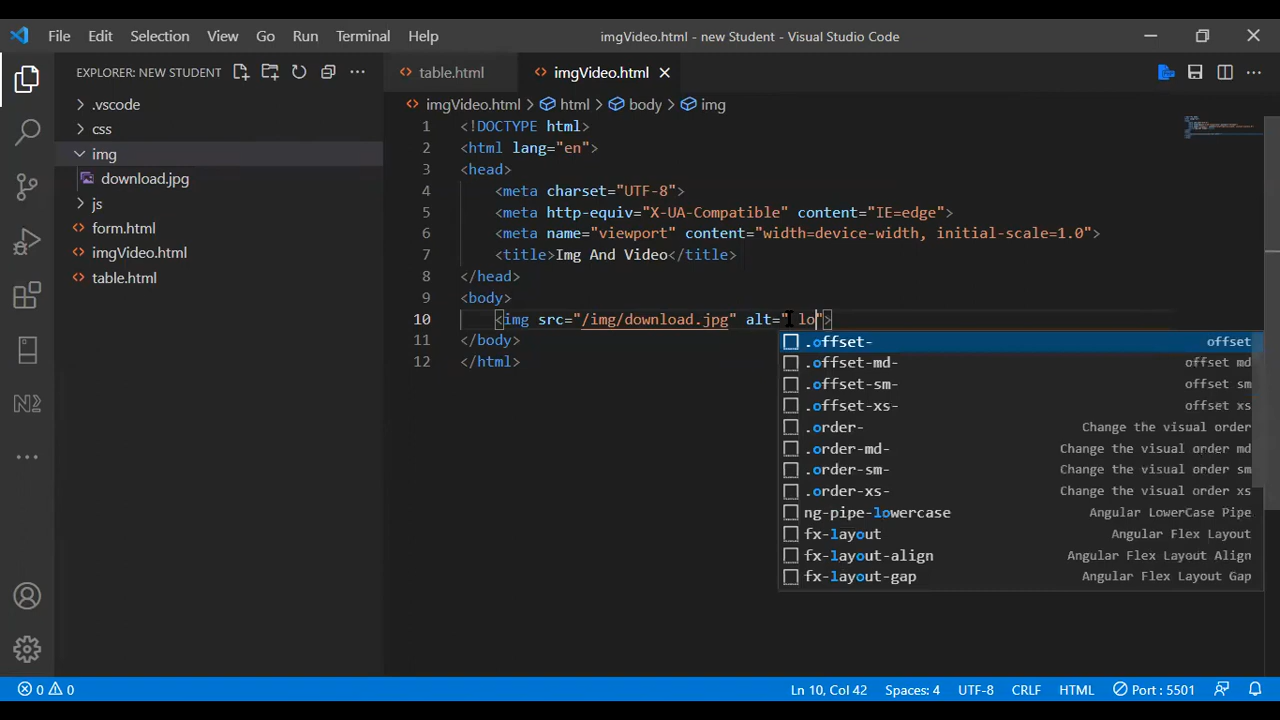 File Edit Selection View Go Run Terminal Help imgVideo.html - new Student - Visual Studio Code
EXPLORER: NEW STUDENT
.vscode
css
img
download.jpg
js
form.html
imgVideo.html
table.html
table.html imgVideo.html
imgVideo.html > html > body > img
1 <!DOCTYPE html>
2 <html lang="en">
3 <head>
4 <meta charset="UTF-8">
5 <meta http-equiv="X-UA-Compatible" content="IE=edge">
6 <meta name="viewport" content="width=device-width, initial-scale=1.0">
7 <title>Img And Video</title>
8 </head>
9 <body>
10 <img src="/img/download.jpg" alt=" lo">
11 </body>
12 </html>
.offset- offset
.offset-md- offset md
.offset-sm- offset sm
.offset-xs- offset xs
.order- Change the visual order
.order-md- Change the visual order md
.order-sm- Change the visual order sm
.order-xs- Change the visual order xs
ng-pipe-lowercase Angular LowerCase Pipe
fx-layout Angular Flex Layout
fx-layout-align Angular Flex Layout Align
fx-layout-gap Angular Flex Layout Gap
0 0 Ln 10, Col 42 Spaces: 4 UTF-8 CRLF HTML Port : 5501